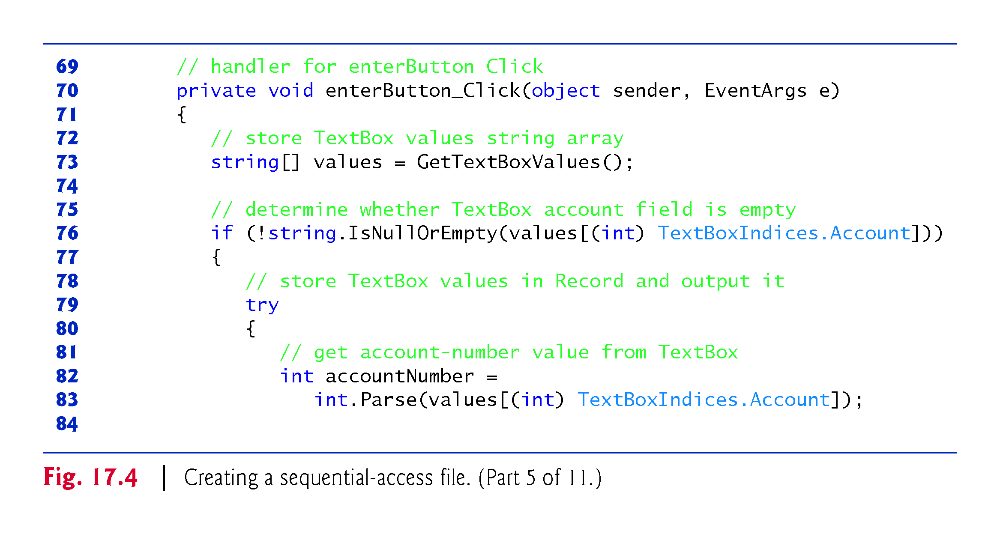 69 // handler for enterButton Click
70 private void enterButton_Click(object sender, EventArgs e)
71 {
72 // store TextBox values string array
73 string[] values = GetTextBoxValues();
74
75 // determine whether TextBox account field is empty
76 if (!string.IsNullOrEmpty(values[(int) TextBoxIndices.Account]))
77 {
78 // store TextBox values in Record and output it
79 try
80 {
81 // get account-number value from TextBox
82 int accountNumber =
83 int.Parse(values[(int) TextBoxIndices.Account]);
84
Fig. 17.4 | Creating a sequential-access file. (Part 5 of 11.)